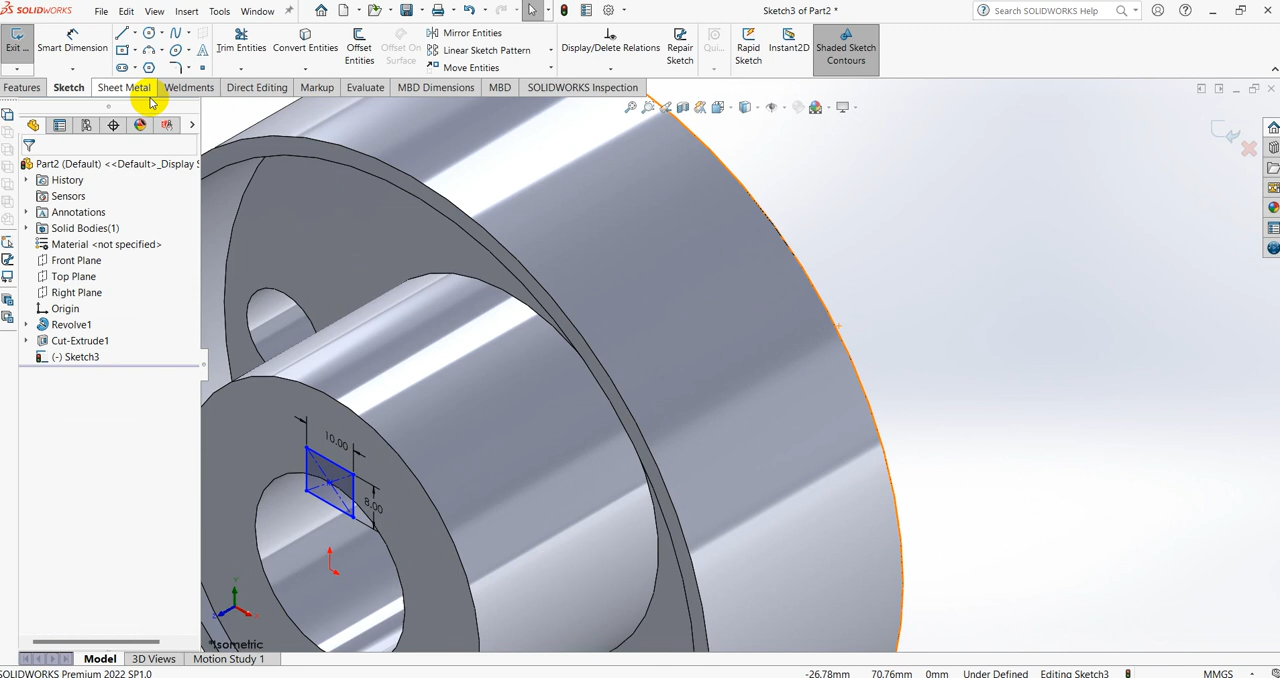 SOLIDWORKS File Edit View Insert Tools Window Sketch3 of Part2 * Search SOLIDWORKS Help
Exit ... Smart Dimension Trim Entities Convert Entities Offset Entities Offset On Surface Mirror Entities Linear Sketch Pattern Move Entities Display/Delete Relations Repair Sketch Qui... Rapid Sketch Instant2D Shaded Sketch Contours
Features Sketch Sheet Metal Weldments Direct Editing Markup Evaluate MBD Dimensions MBD SOLIDWORKS Inspection
Part2 (Default) <<Default>_Display S
History
Sensors
Annotations
Solid Bodies(1)
Material <not specified>
Front Plane
Top Plane
Right Plane
Origin
Revolve1
Cut-Extrude1
(-) Sketch3
10.00
8.00
Y
X
Z
*Isometric
Model 3D Views Motion Study 1
SOLIDWORKS Premium 2022 SP1.0 -26.78mm 70.76mm 0mm Under Defined Editing Sketch3 MMGS